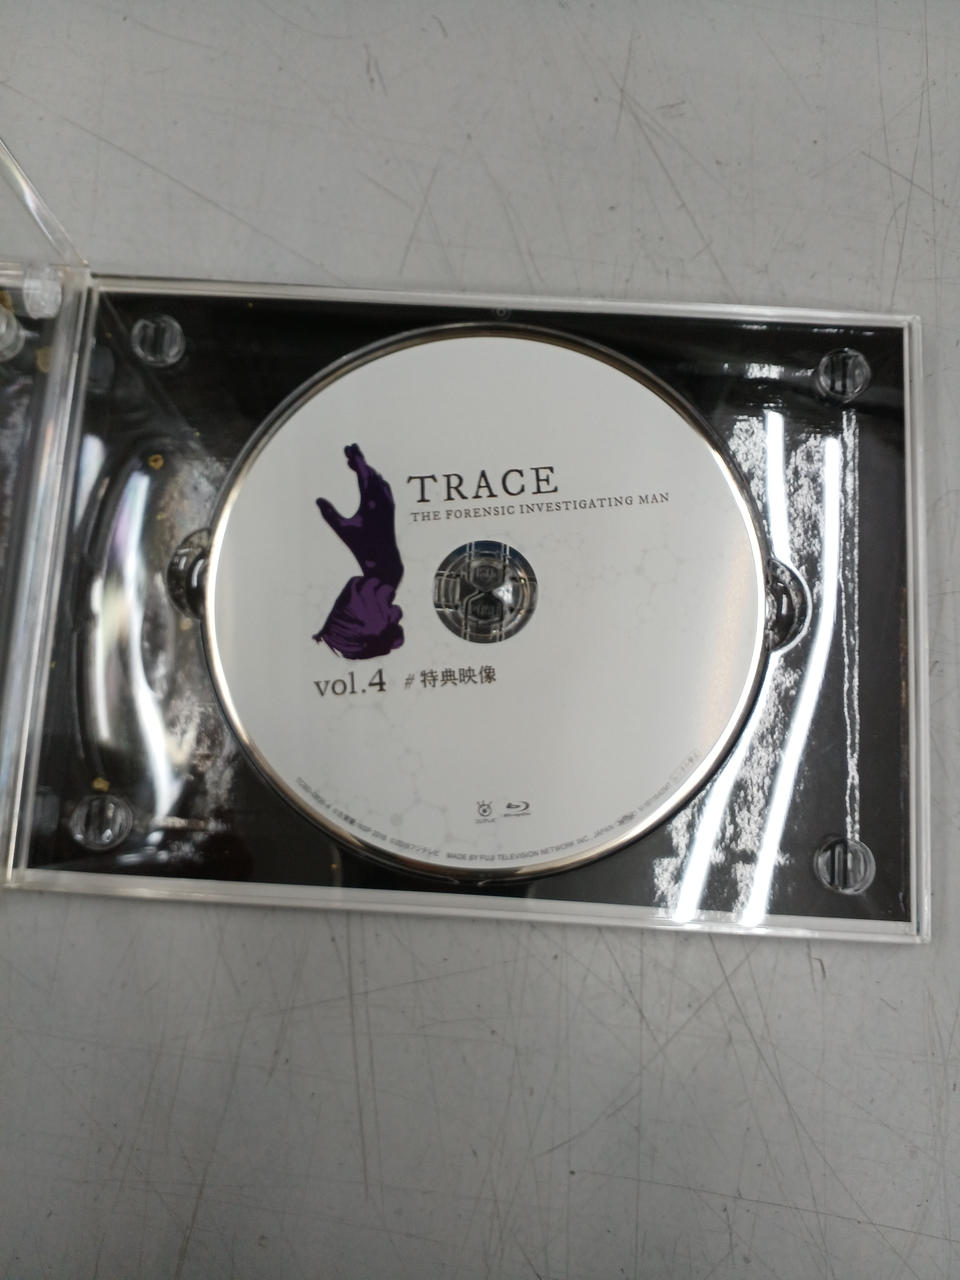 TRACE
THE FORENSIC INVESTIGATING MAN
vol.4 #特典映像
MADE BY FUJI TELEVISION NETWORK INC., JAPAN